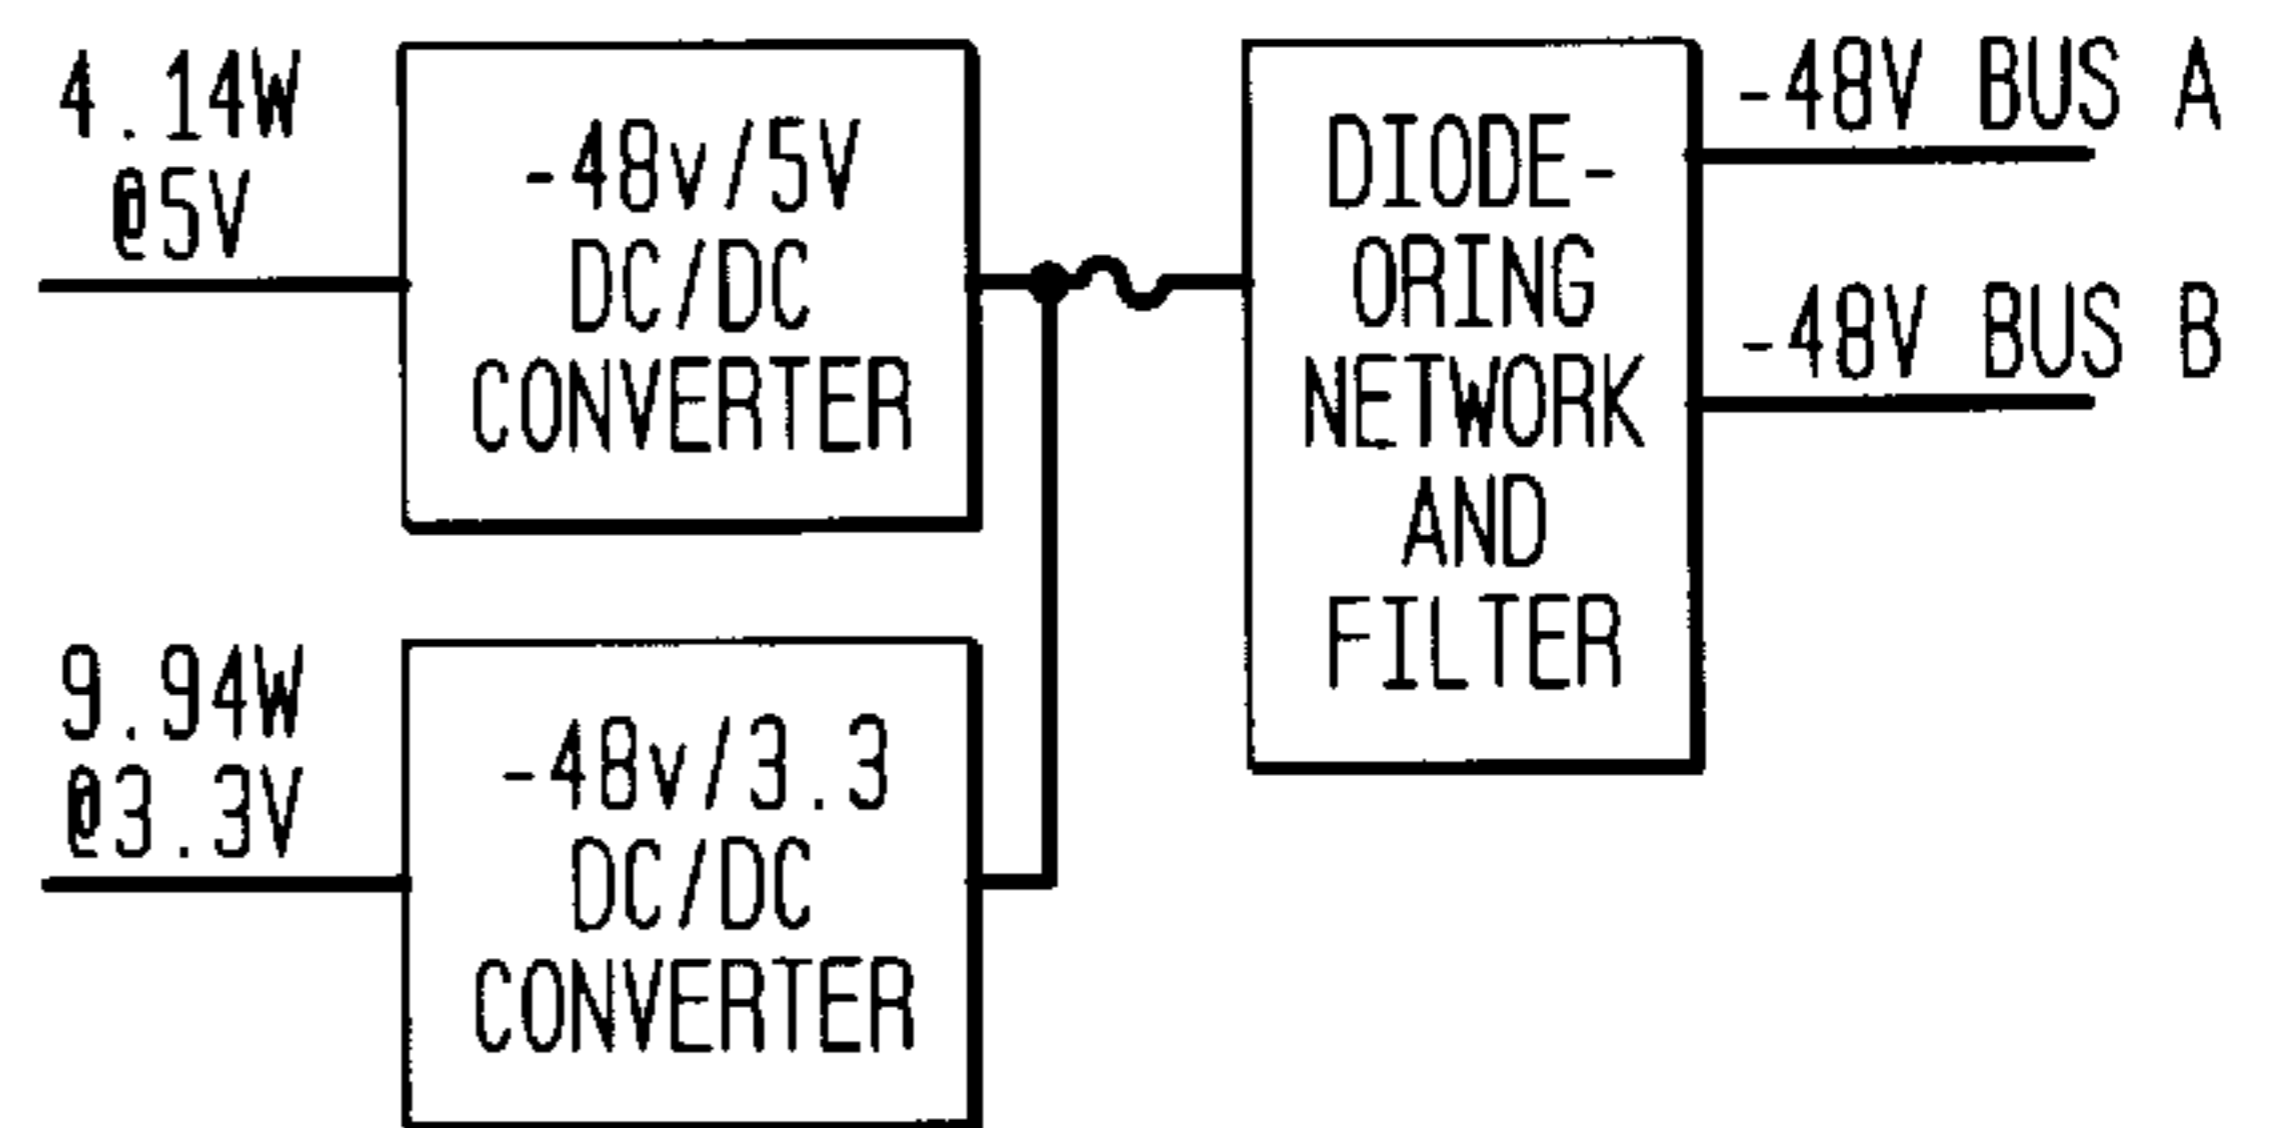 4.14W
@5V
-48v/5V
DC/DC
CONVERTER
DIODE-
ORING
NETWORK
AND
FILTER
-48V BUS A
-48V BUS B
9.94W
@3.3V
-48v/3.3
DC/DC
CONVERTER